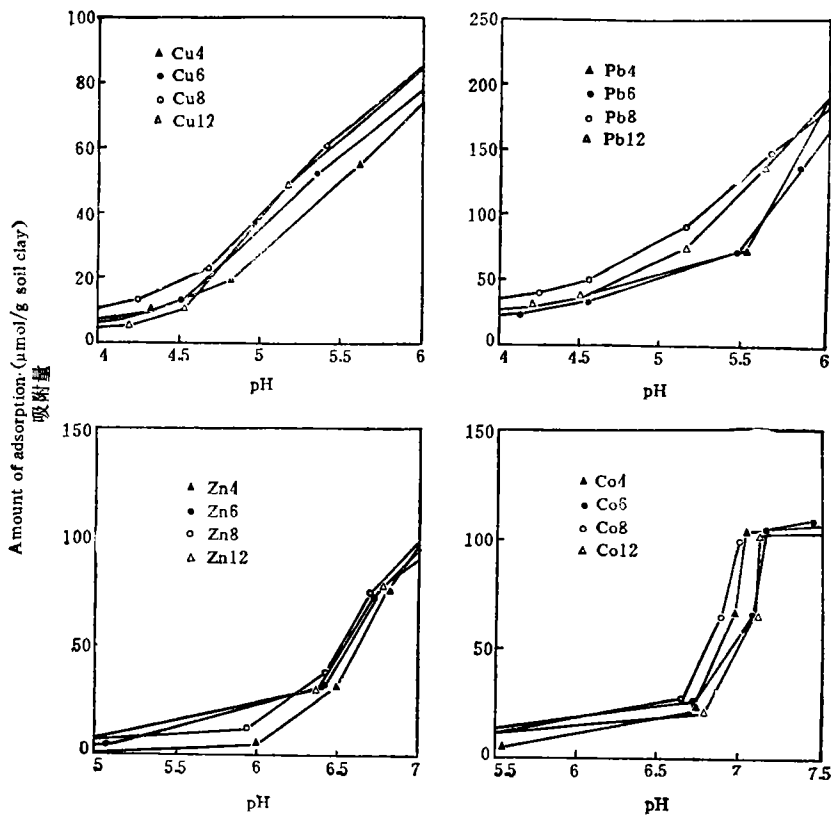 Amount of adsorption·(μmol/g soil clay)
吸附量
100
80
60
40
20
0
▲ Cu4
● Cu6
○ Cu8
△ Cu12
4
4.5
5
5.5
6
pH
250
200
150
100
50
0
▲ Pb4
● Pb6
○ Pb8
△ Pb12
4
4.5
5
5.5
6
pH
150
100
50
0
▲ Zn4
● Zn6
○ Zn8
△ Zn12
5
5.5
6
6.5
7
pH
150
100
50
0
▲ Co4
● Co6
○ Co8
△ Co12
5.5
6
6.5
7
7.5
pH